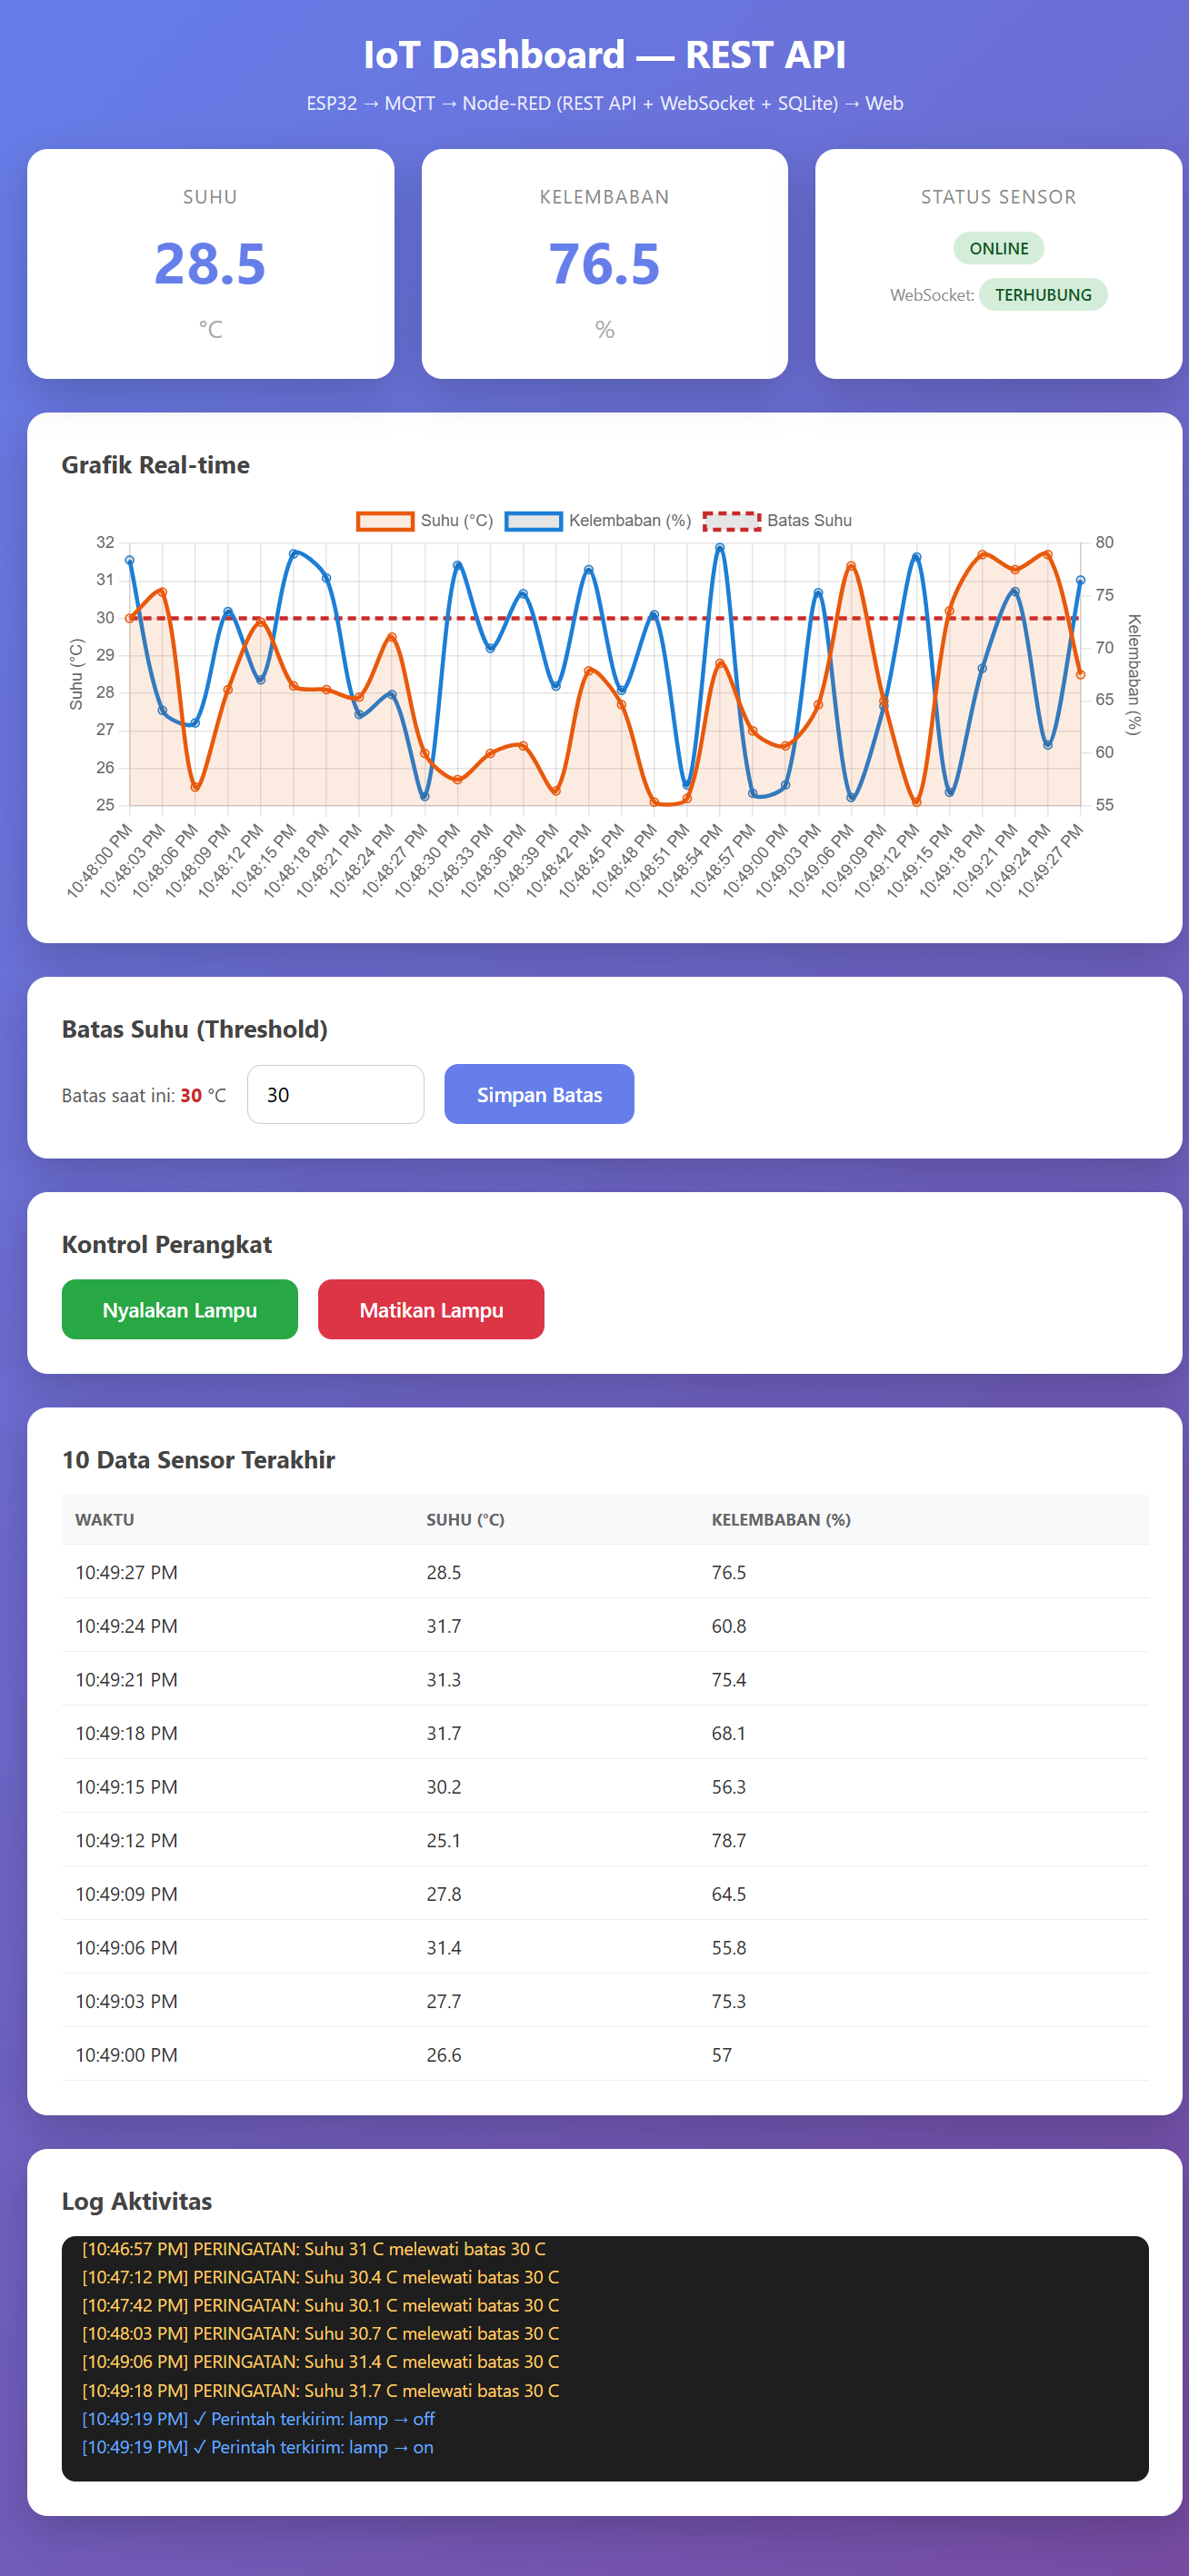 IoT Dashboard — REST API
ESP32 → MQTT → Node-RED (REST API + WebSocket + SQLite) → Web
SUHU
28.5
°C
KELEMBABAN
76.5
%
STATUS SENSOR
ONLINE
WebSocket: TERHUBUNG
Grafik Real-time
Suhu (°C) Kelembaban (%) Batas Suhu
32
31
30
29
28
27
26
25
Suhu (°C)
80
75
70
65
60
55
Kelembaban (%)
10:48:00 PM
10:48:03 PM
10:48:06 PM
10:48:09 PM
10:48:12 PM
10:48:15 PM
10:48:18 PM
10:48:21 PM
10:48:24 PM
10:48:27 PM
10:48:30 PM
10:48:33 PM
10:48:36 PM
10:48:39 PM
10:48:42 PM
10:48:45 PM
10:48:48 PM
10:48:51 PM
10:48:54 PM
10:48:57 PM
10:49:00 PM
10:49:03 PM
10:49:06 PM
10:49:09 PM
10:49:12 PM
10:49:15 PM
10:49:18 PM
10:49:21 PM
10:49:24 PM
10:49:27 PM
Batas Suhu (Threshold)
Batas saat ini: 30 °C 30 Simpan Batas
Kontrol Perangkat
Nyalakan Lampu Matikan Lampu
10 Data Sensor Terakhir
WAKTU SUHU (°C) KELEMBABAN (%)
10:49:27 PM 28.5 76.5
10:49:24 PM 31.7 60.8
10:49:21 PM 31.3 75.4
10:49:18 PM 31.7 68.1
10:49:15 PM 30.2 56.3
10:49:12 PM 25.1 78.7
10:49:09 PM 27.8 64.5
10:49:06 PM 31.4 55.8
10:49:03 PM 27.7 75.3
10:49:00 PM 26.6 57
Log Aktivitas
[10:46:57 PM] PERINGATAN: Suhu 31 C melewati batas 30 C
[10:47:12 PM] PERINGATAN: Suhu 30.4 C melewati batas 30 C
[10:47:42 PM] PERINGATAN: Suhu 30.1 C melewati batas 30 C
[10:48:03 PM] PERINGATAN: Suhu 30.7 C melewati batas 30 C
[10:49:06 PM] PERINGATAN: Suhu 31.4 C melewati batas 30 C
[10:49:18 PM] PERINGATAN: Suhu 31.7 C melewati batas 30 C
[10:49:19 PM] ✓ Perintah terkirim: lamp → off
[10:49:19 PM] ✓ Perintah terkirim: lamp → on